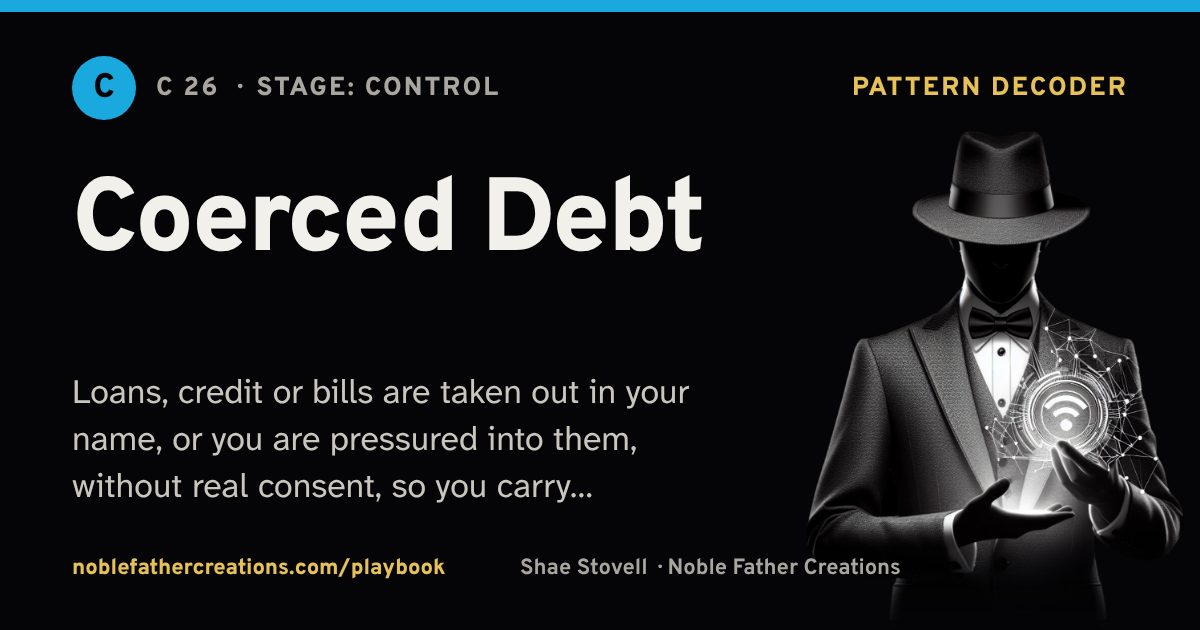 C
C 26 · STAGE: CONTROL
PATTERN DECODER
Coerced Debt
Loans, credit or bills are taken out in your
name, or you are pressured into them,
without real consent, so you carry...
noblefathercreations.com/playbook
Shae Stovell · Noble Father Creations